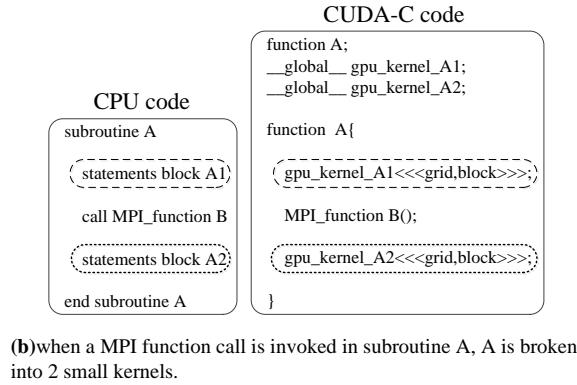 CPU code
subroutine A
statements block A1
call MPI_function B
statements block A2
end subroutine A
CUDA-C code
function A;
__global__ gpu_kernel_A1;
__global__ gpu_kernel_A2;
function A{
gpu_kernel_A1<<<grid,block>>>;
MPI_function B();
gpu_kernel_A2<<<grid,block>>>;
}
(b)when a MPI function call is invoked in subroutine A, A is broken
into 2 small kernels.